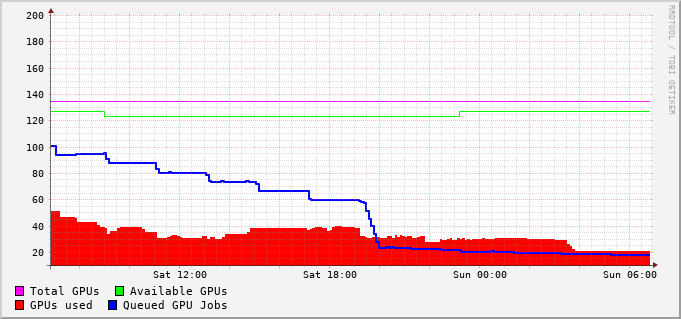 RRDTOOL / TOBI OETIKER
200
180
160
140
120
100
80
60
40
20
Sat 12:00 Sat 18:00 Sun 00:00 Sun 06:00
Total GPUs Available GPUs
GPUs used Queued GPU Jobs